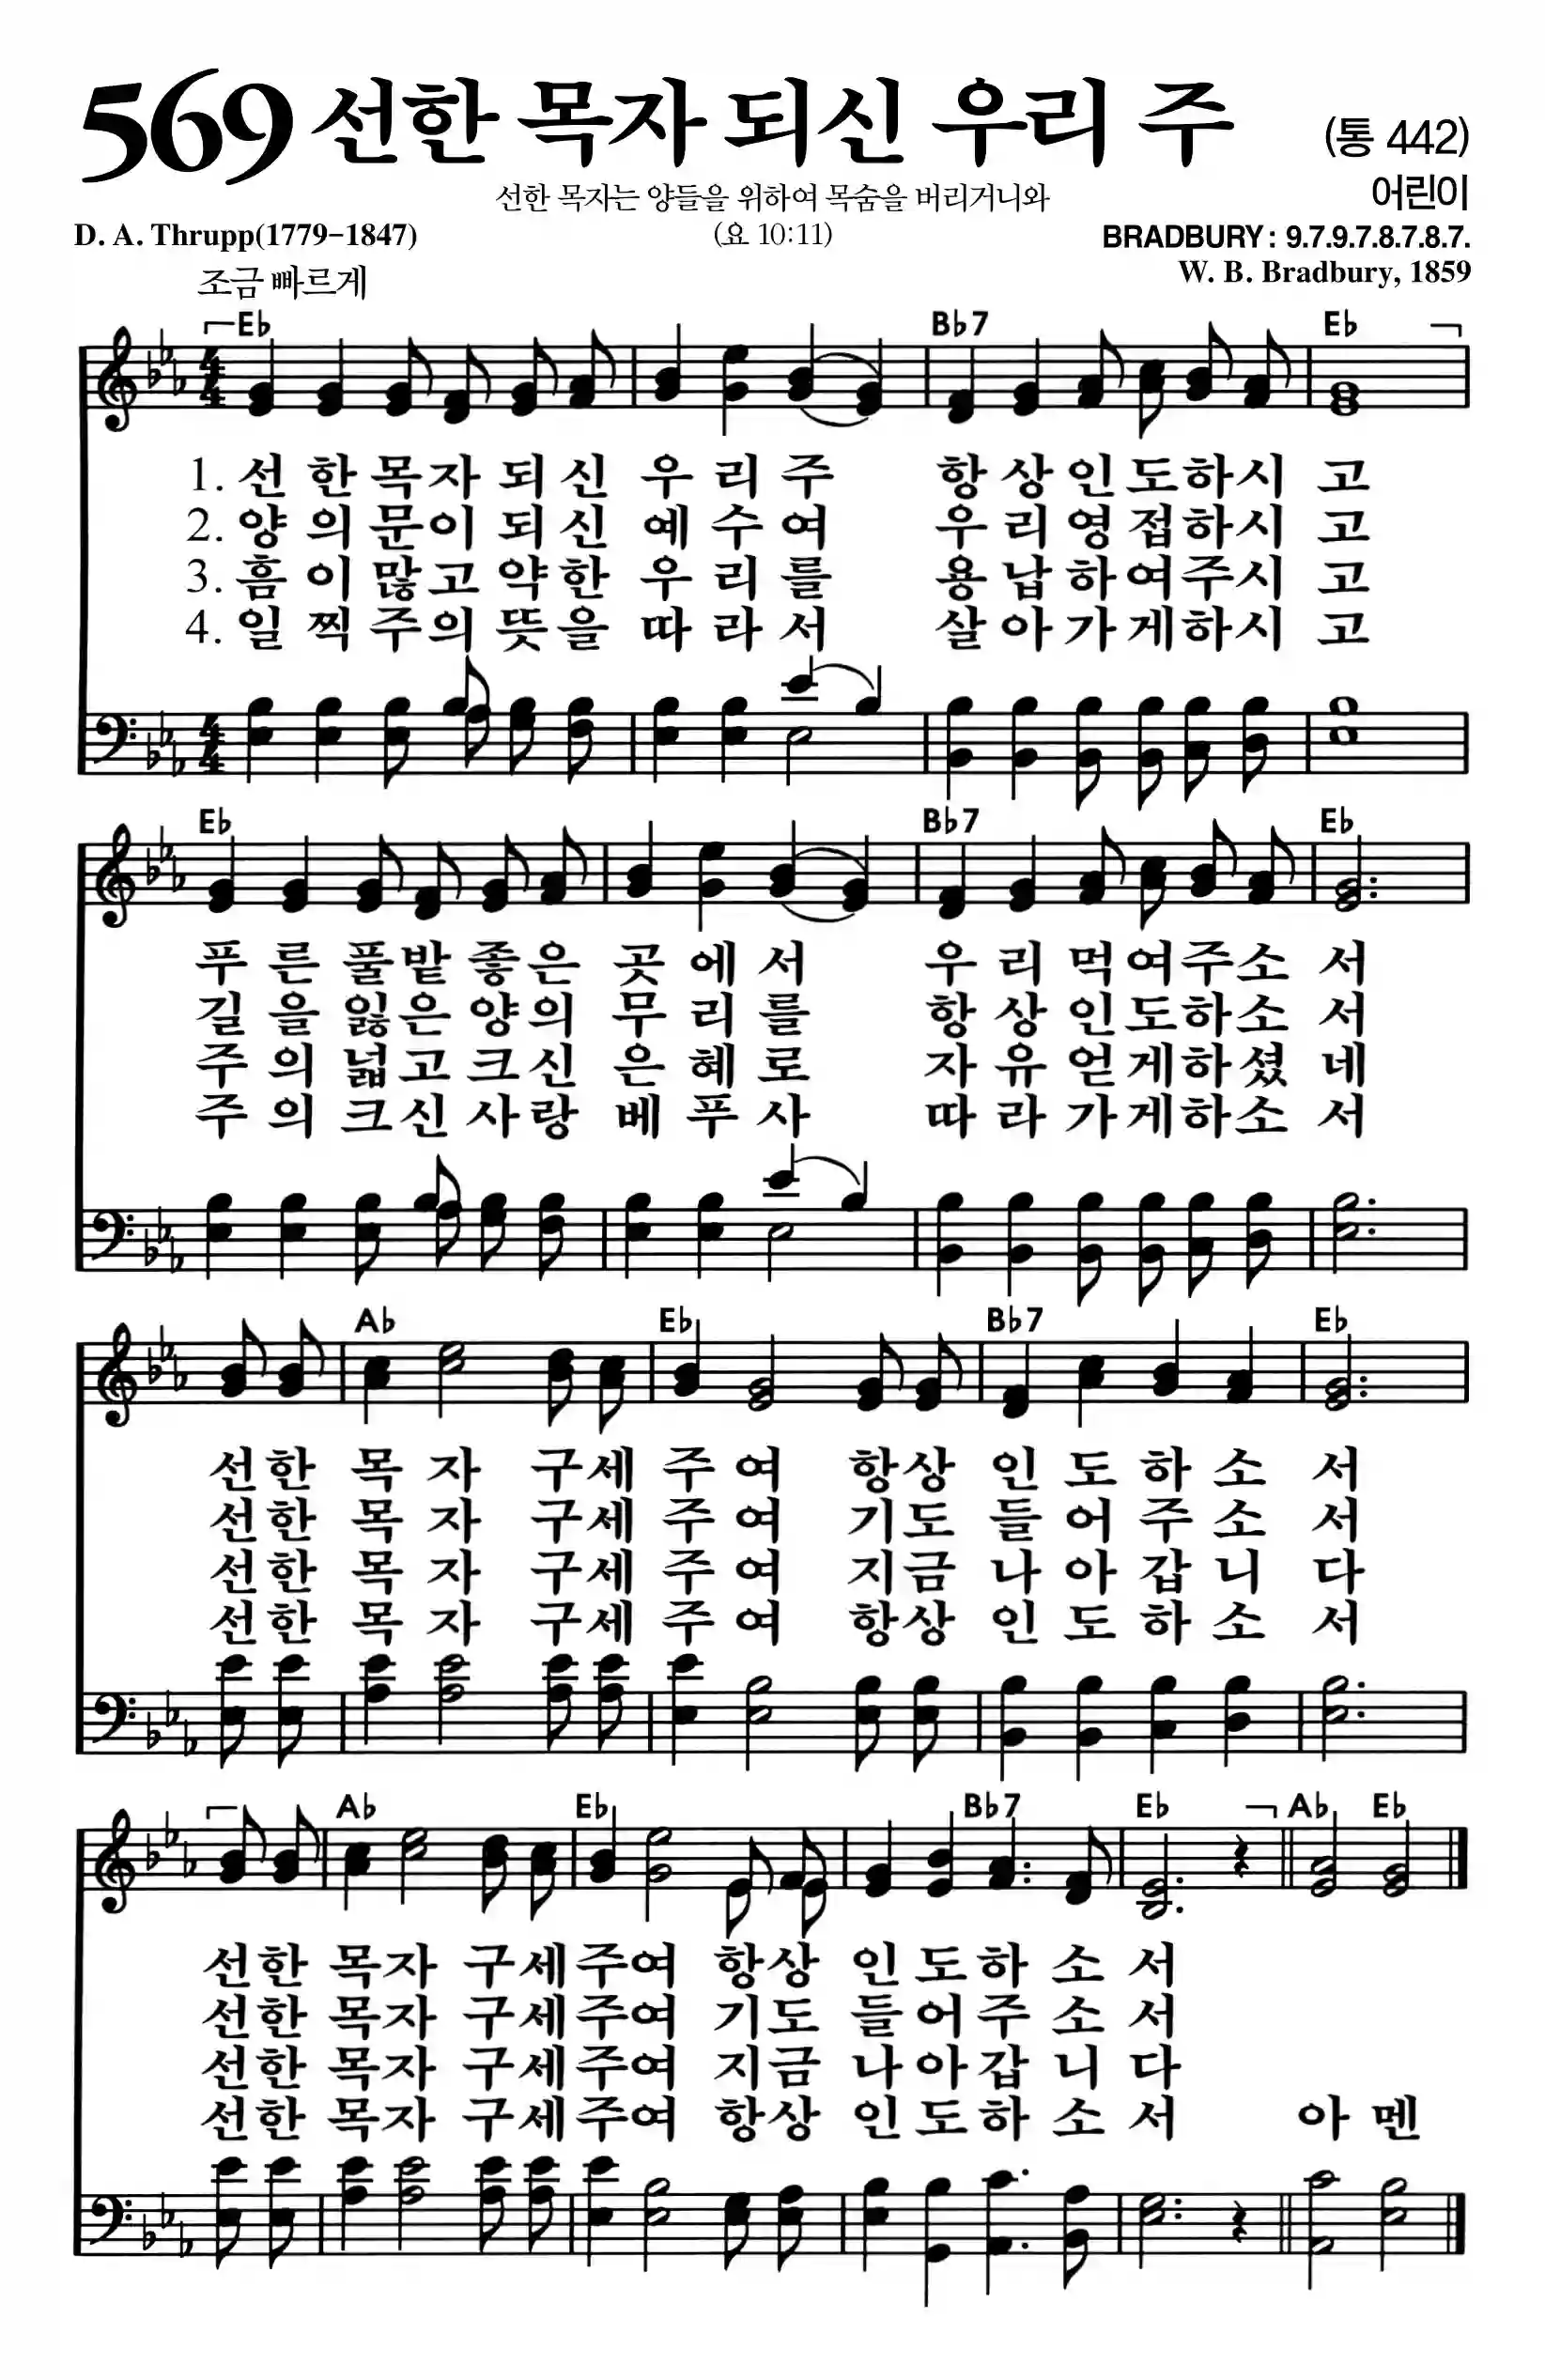 569 선한 목자 되신 우리 주 (통 442)
선한 목자는 양들을 위하여 목숨을 버리거니와 어린이
D. A. Thrupp(1779-1847) (요 10:11) BRADBURY: 9.7.9.7.8.7.8.7.
조금 빠르게 W. B. Bradbury, 1859
E♭ B♭7 E♭
1. 선 한 목 자 되 신 우 리 주 항 상 인 도 하 시 고
2. 양 의 문 이 되 신 예 수 여 우 리 영 접 하 시 고
3. 흠 이 많 고 약 한 우 리 를 용 납 하 여 주 시 고
4. 일 찍 주 의 뜻 을 따 라 서 살 아 가 게 하 시 고
E♭ B♭7 E♭
푸 른 풀 밭 좋 은 곳 에 서 우 리 먹 여 주 소 서
길 을 잃 은 양 의 무 리 를 항 상 인 도 하 소 서
주 의 넓 고 크 신 은 혜 로 자 유 얻 게 하 셨 네
주 의 크 신 사 랑 베 푸 사 따 라 가 게 하 소 서
A♭ E♭ B♭7 E♭
선 한 목 자 구 세 주 여 항 상 인 도 하 소 서
선 한 목 자 구 세 주 여 기 도 들 어 주 소 서
선 한 목 자 구 세 주 여 지 금 나 아 갑 니 다
선 한 목 자 구 세 주 여 항 상 인 도 하 소 서
A♭ E♭ B♭7 E♭ A♭ E♭
선 한 목 자 구 세 주 여 항 상 인 도 하 소 서
선 한 목 자 구 세 주 여 기 도 들 어 주 소 서
선 한 목 자 구 세 주 여 지 금 나 아 갑 니 다
선 한 목 자 구 세 주 여 항 상 인 도 하 소 서 아 멘